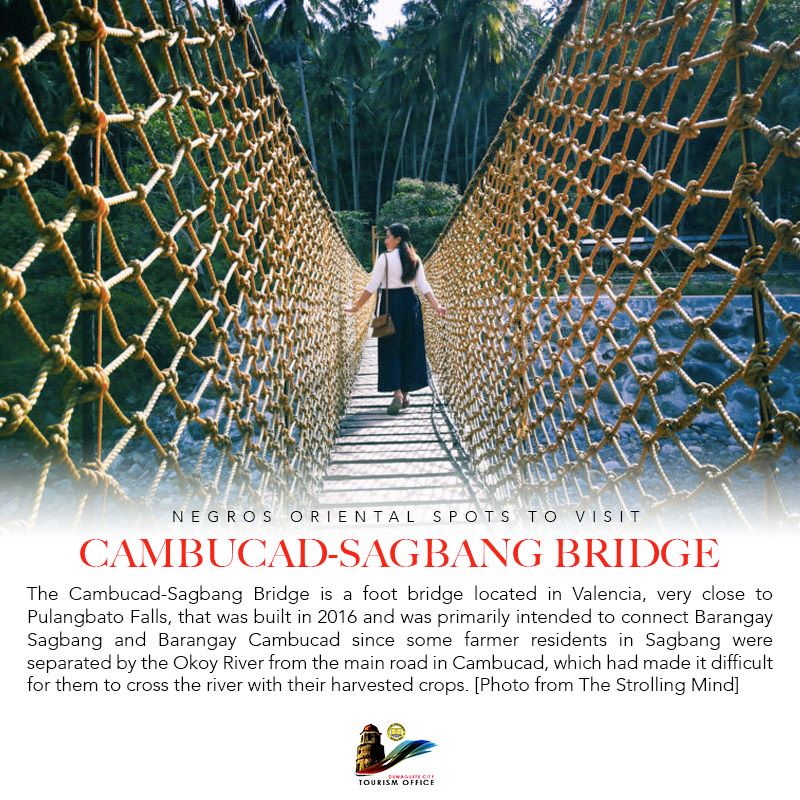 NEGROS ORIENTAL SPOTS TO VISIT
CAMBUCAD-SAGBANG BRIDGE
The Cambucad-Sagbang Bridge is a foot bridge located in Valencia, very close to
Pulangbato Falls, that was built in 2016 and was primarily intended to connect Barangay
Sagbang and Barangay Cambucad since some farmer residents in Sagbang were
separated by the Okoy River from the main road in Cambucad, which had made it difficult
for them to cross the river with their harvested crops. [Photo from The Strolling Mind]
DUMAGUETE CITY
TOURISM OFFICE